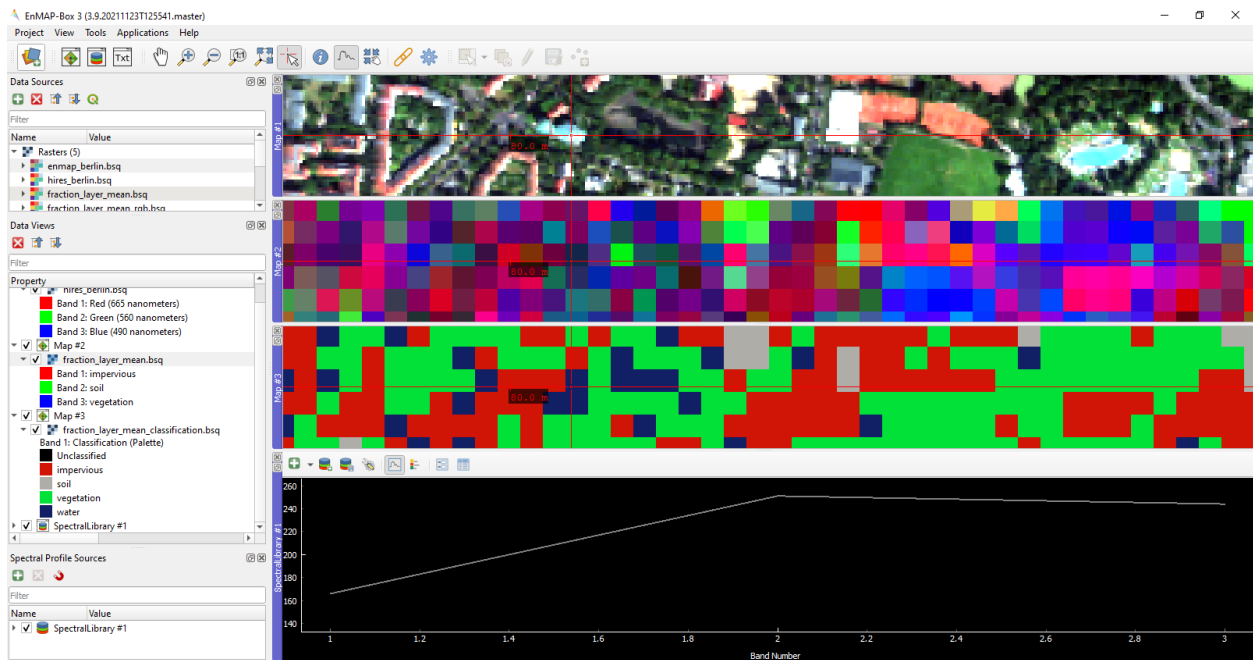 EnMAP-Box 3 (3.9.20211123T125541.master)
Project View Tools Applications Help
1:1 Txt
Data Sources
Filter
Name Value
Rasters (5)
enmap_berlin.bsq
hires_berlin.bsq
fraction_layer_mean.bsq
fraction_layer_mean_rgb.bsq
Data Views
Filter
Property
hires_berlin.bsq
Band 1: Red (665 nanometers)
Band 2: Green (560 nanometers)
Band 3: Blue (490 nanometers)
Map #2
fraction_layer_mean.bsq
Band 1: impervious
Band 2: soil
Band 3: vegetation
Map #3
fraction_layer_mean_classification.bsq
Band 1: Classification (Palette)
Unclassified
impervious
soil
vegetation
water
SpectralLibrary #1
Spectral Profile Sources
Filter
Name Value
SpectralLibrary #1
Map #1
80.0 m
Map #2
80.0 m
Map #3
80.0 m
SpectralLibrary #1
260
240
220
200
180
160
140
1 1.2 1.4 1.6 1.8 2 2.2 2.4 2.6 2.8 3
Band Number